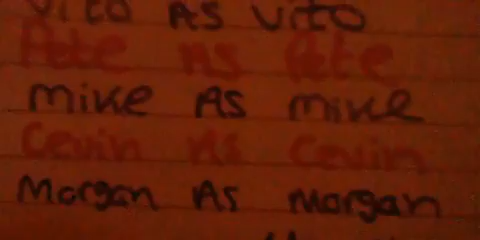 Vito AS Vito
Pete AS Pete
Mike AS Mike
Cevin AS Cevin
Morgan AS Morgan